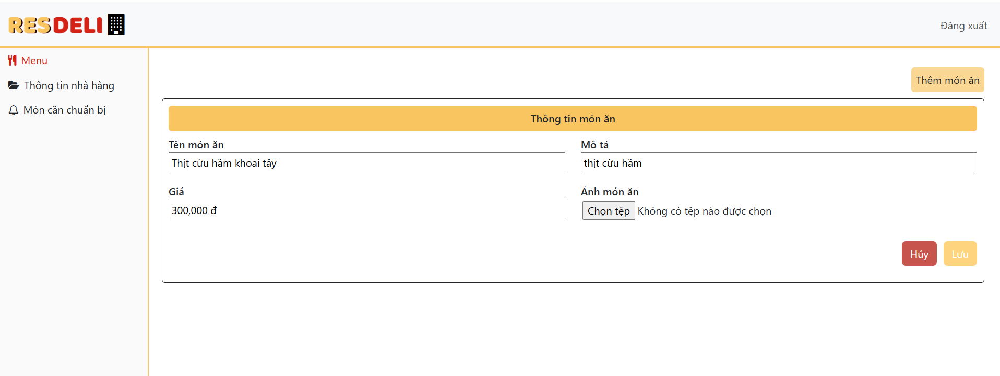 RESDELI
Đăng xuất
Menu
Thông tin nhà hàng
Món cần chuẩn bị
Thêm món ăn
Thông tin món ăn
Tên món ăn
Thịt cừu hầm khoai tây
Mô tả
thịt cừu hầm
Giá
300,000 đ
Ảnh món ăn
Chọn tệp Không có tệp nào được chọn
Hủy Lưu